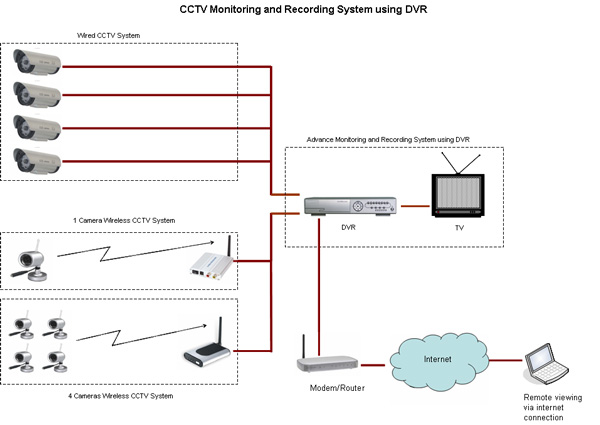 CCTV Monitoring and Recording System using DVR
Wired CCTV System
Advance Monitoring and Recording System using DVR
DVR
TV
1 Camera Wireless CCTV System
4 Cameras Wireless CCTV System
Modem/Router
Internet
Remote viewing
via internet
connection